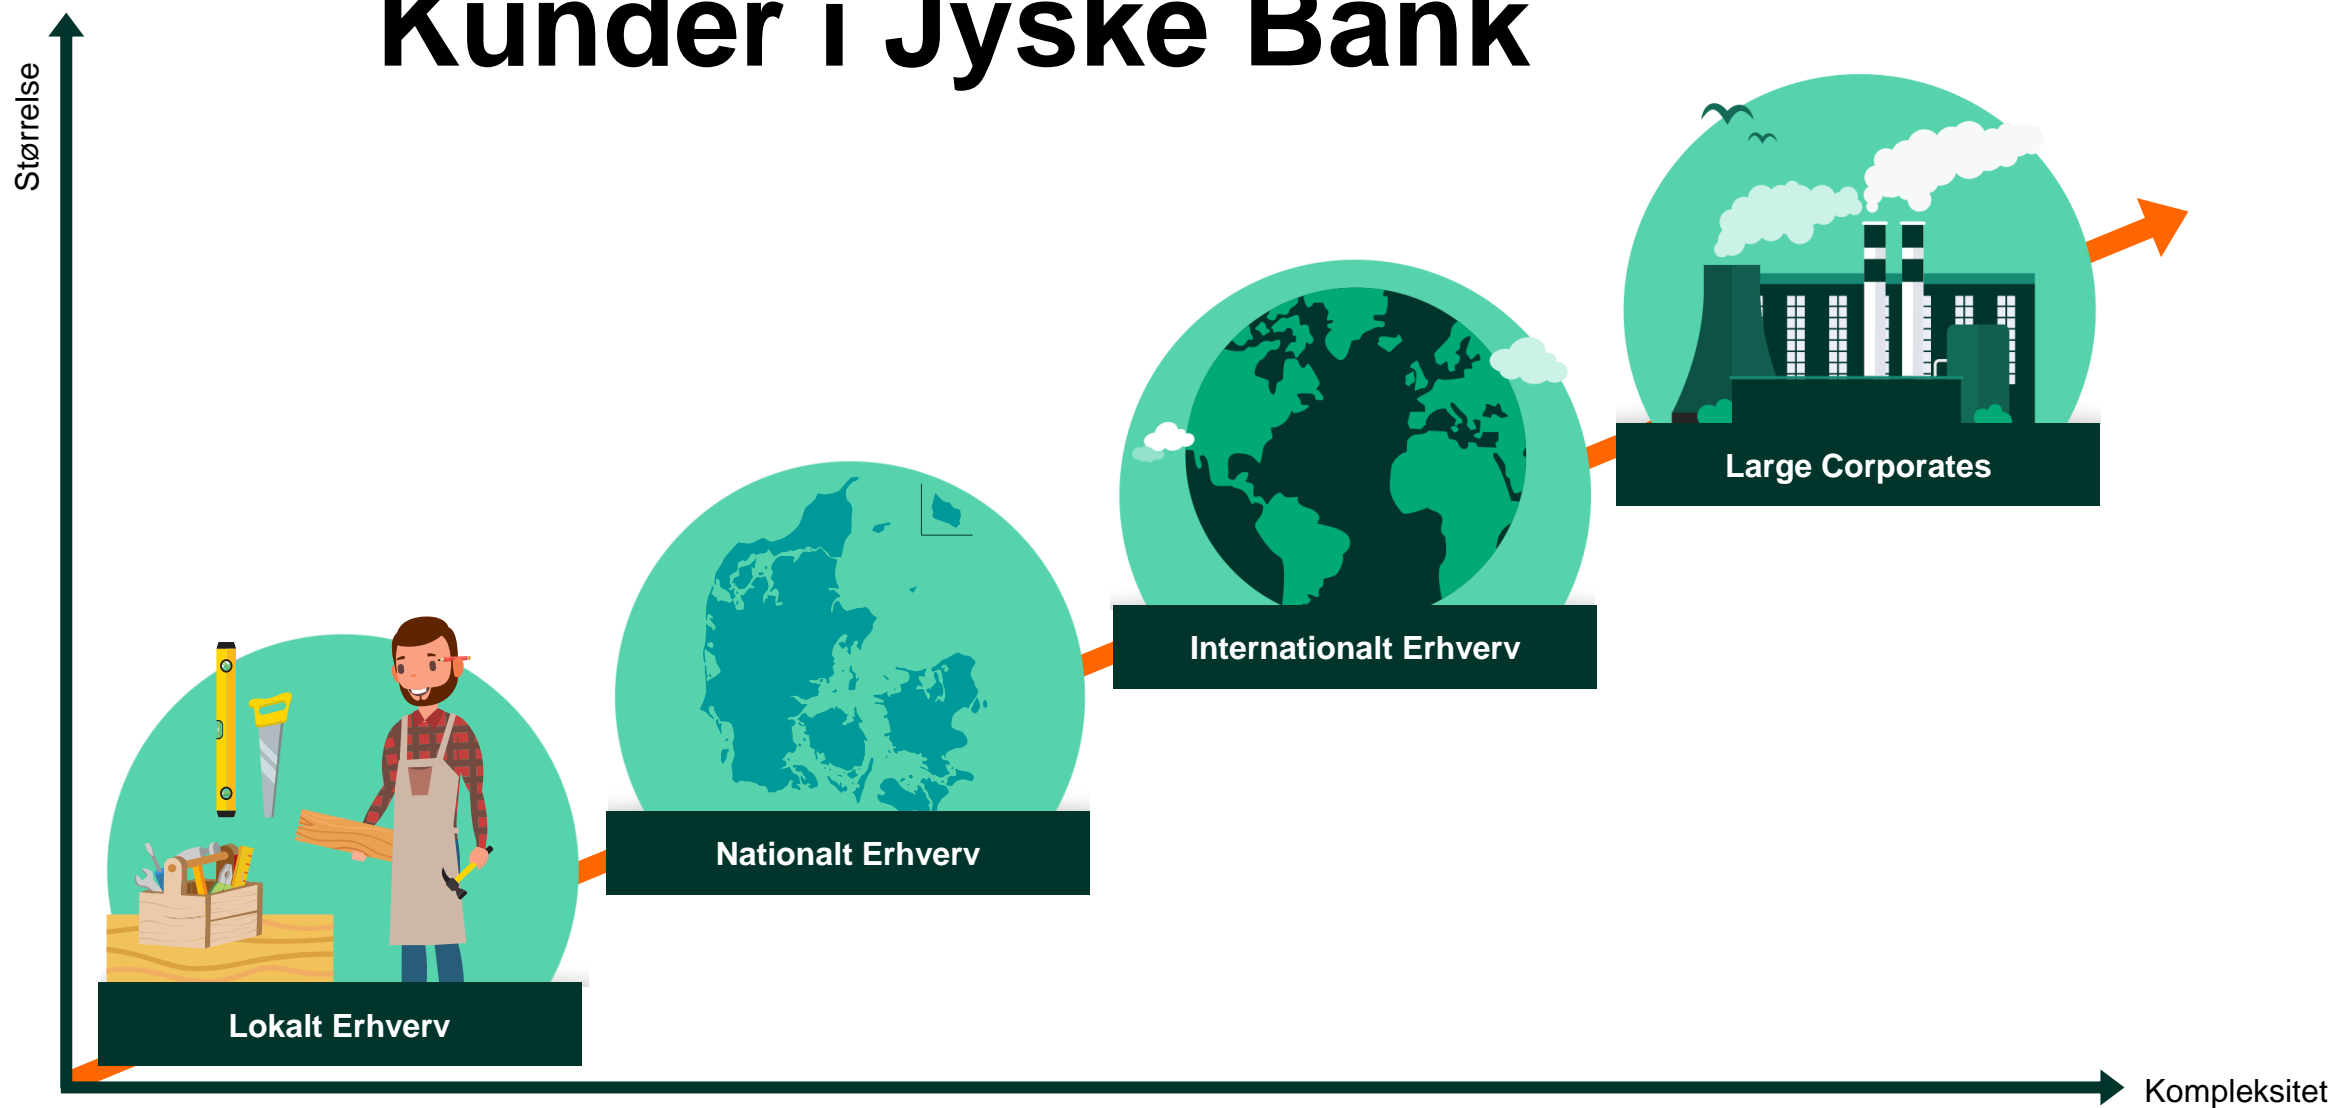 Kunder i Jyske Bank
Størrelse
Large Corporates
Internationalt Erhverv
Nationalt Erhverv
Lokalt Erhverv
Kompleksitet